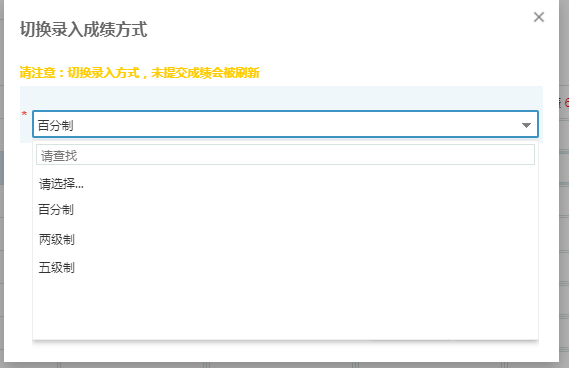 切换录入成绩方式
×
请注意：切换录入方式，未提交成绩会被刷新
6
* 百分制
请查找
请选择...
百分制
两级制
五级制